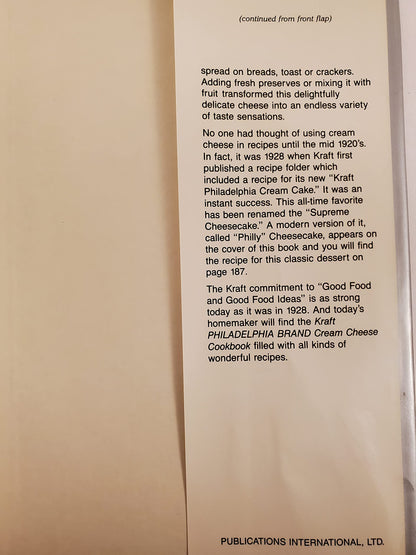 (continued from front flap)
spread on breads, toast or crackers.
Adding fresh preserves or mixing it with
fruit transformed this delightfully
delicate cheese into an endless variety
of taste sensations.
No one had thought of using cream
cheese in recipes until the mid 1920's.
In fact, it was 1928 when Kraft first
published a recipe folder which
included a recipe for its new "Kraft
Philadelphia Cream Cake." It was an
instant success. This all-time favorite
has been renamed the "Supreme
Cheesecake." A modern version of it,
called "Philly" Cheesecake, appears on
the cover of this book and you will find
the recipe for this classic dessert on
page 187.
The Kraft commitment to "Good Food
and Good Food Ideas" is as strong
today as it was in 1928. And today's
homemaker will find the Kraft
PHILADELPHIA BRAND Cream Cheese
Cookbook filled with all kinds of
wonderful recipes.
PUBLICATIONS INTERNATIONAL, LTD.